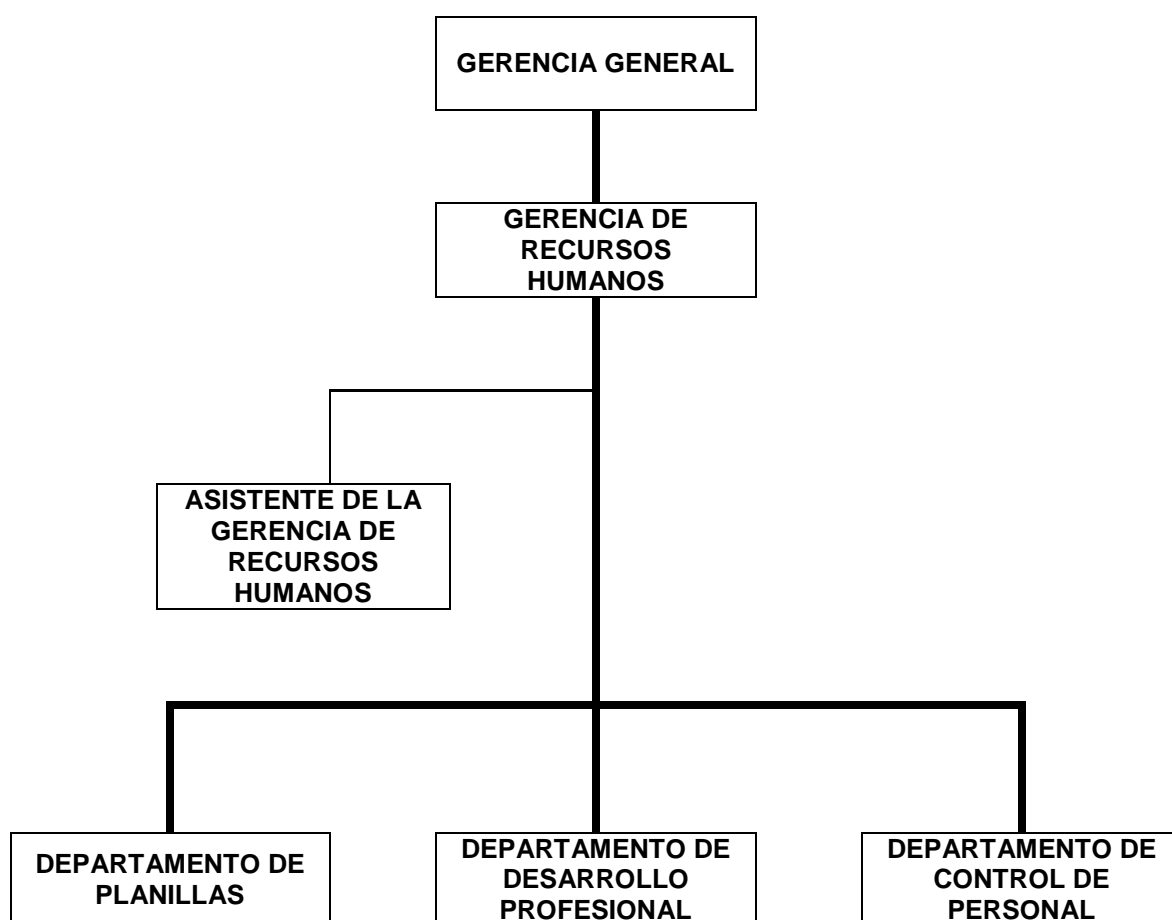 GERENCIA GENERAL
GERENCIA DE
RECURSOS
HUMANOS
ASISTENTE DE LA
GERENCIA DE
RECURSOS
HUMANOS
DEPARTAMENTO DE
PLANILLAS
DEPARTAMENTO DE
DESARROLLO
PROFESIONAL
DEPARTAMENTO DE
CONTROL DE
PERSONAL